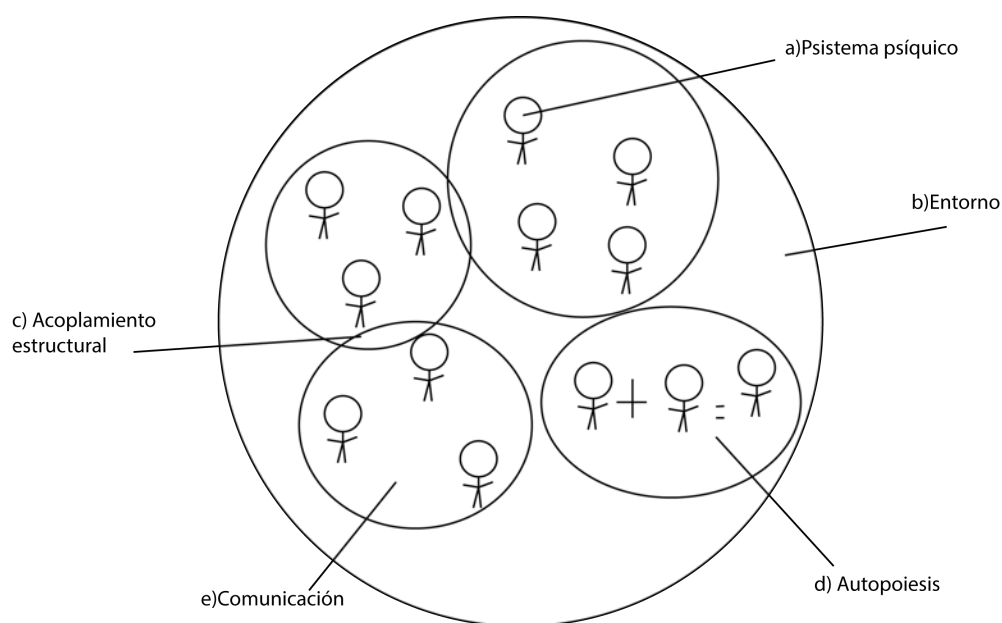 a)Psistema psíquico
b)Entorno
c) Acoplamiento
estructural
d) Autopoiesis
e)Comunicación